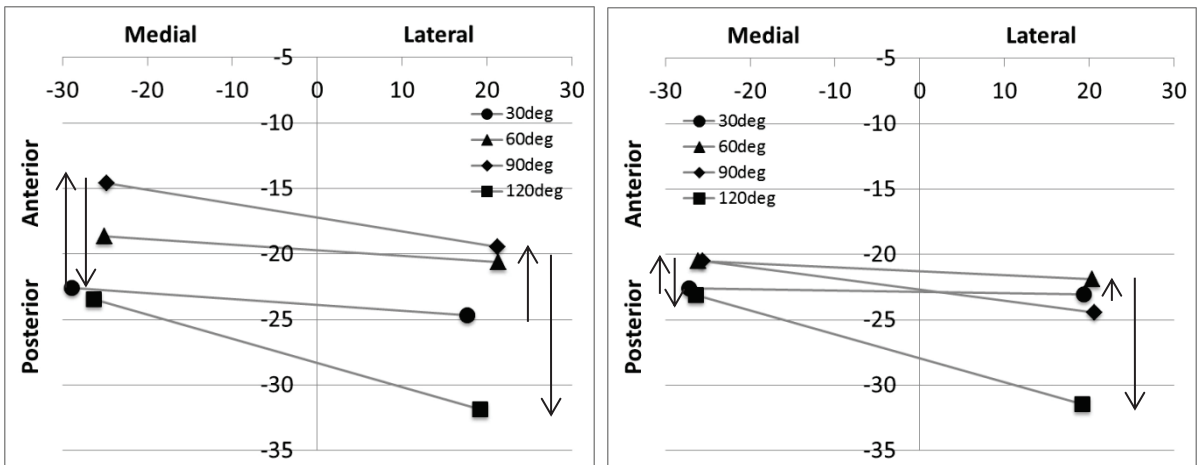 Medial Lateral
-5
-30 -20 -10 0 10 20 30
-10
-15
-20
-25
-30
-35
Anterior
Posterior
30deg
60deg
90deg
120deg
Medial Lateral
-5
-30 -20 -10 0 10 20 30
-10
-15
-20
-25
-30
-35
Anterior
Posterior
30deg
60deg
90deg
120deg